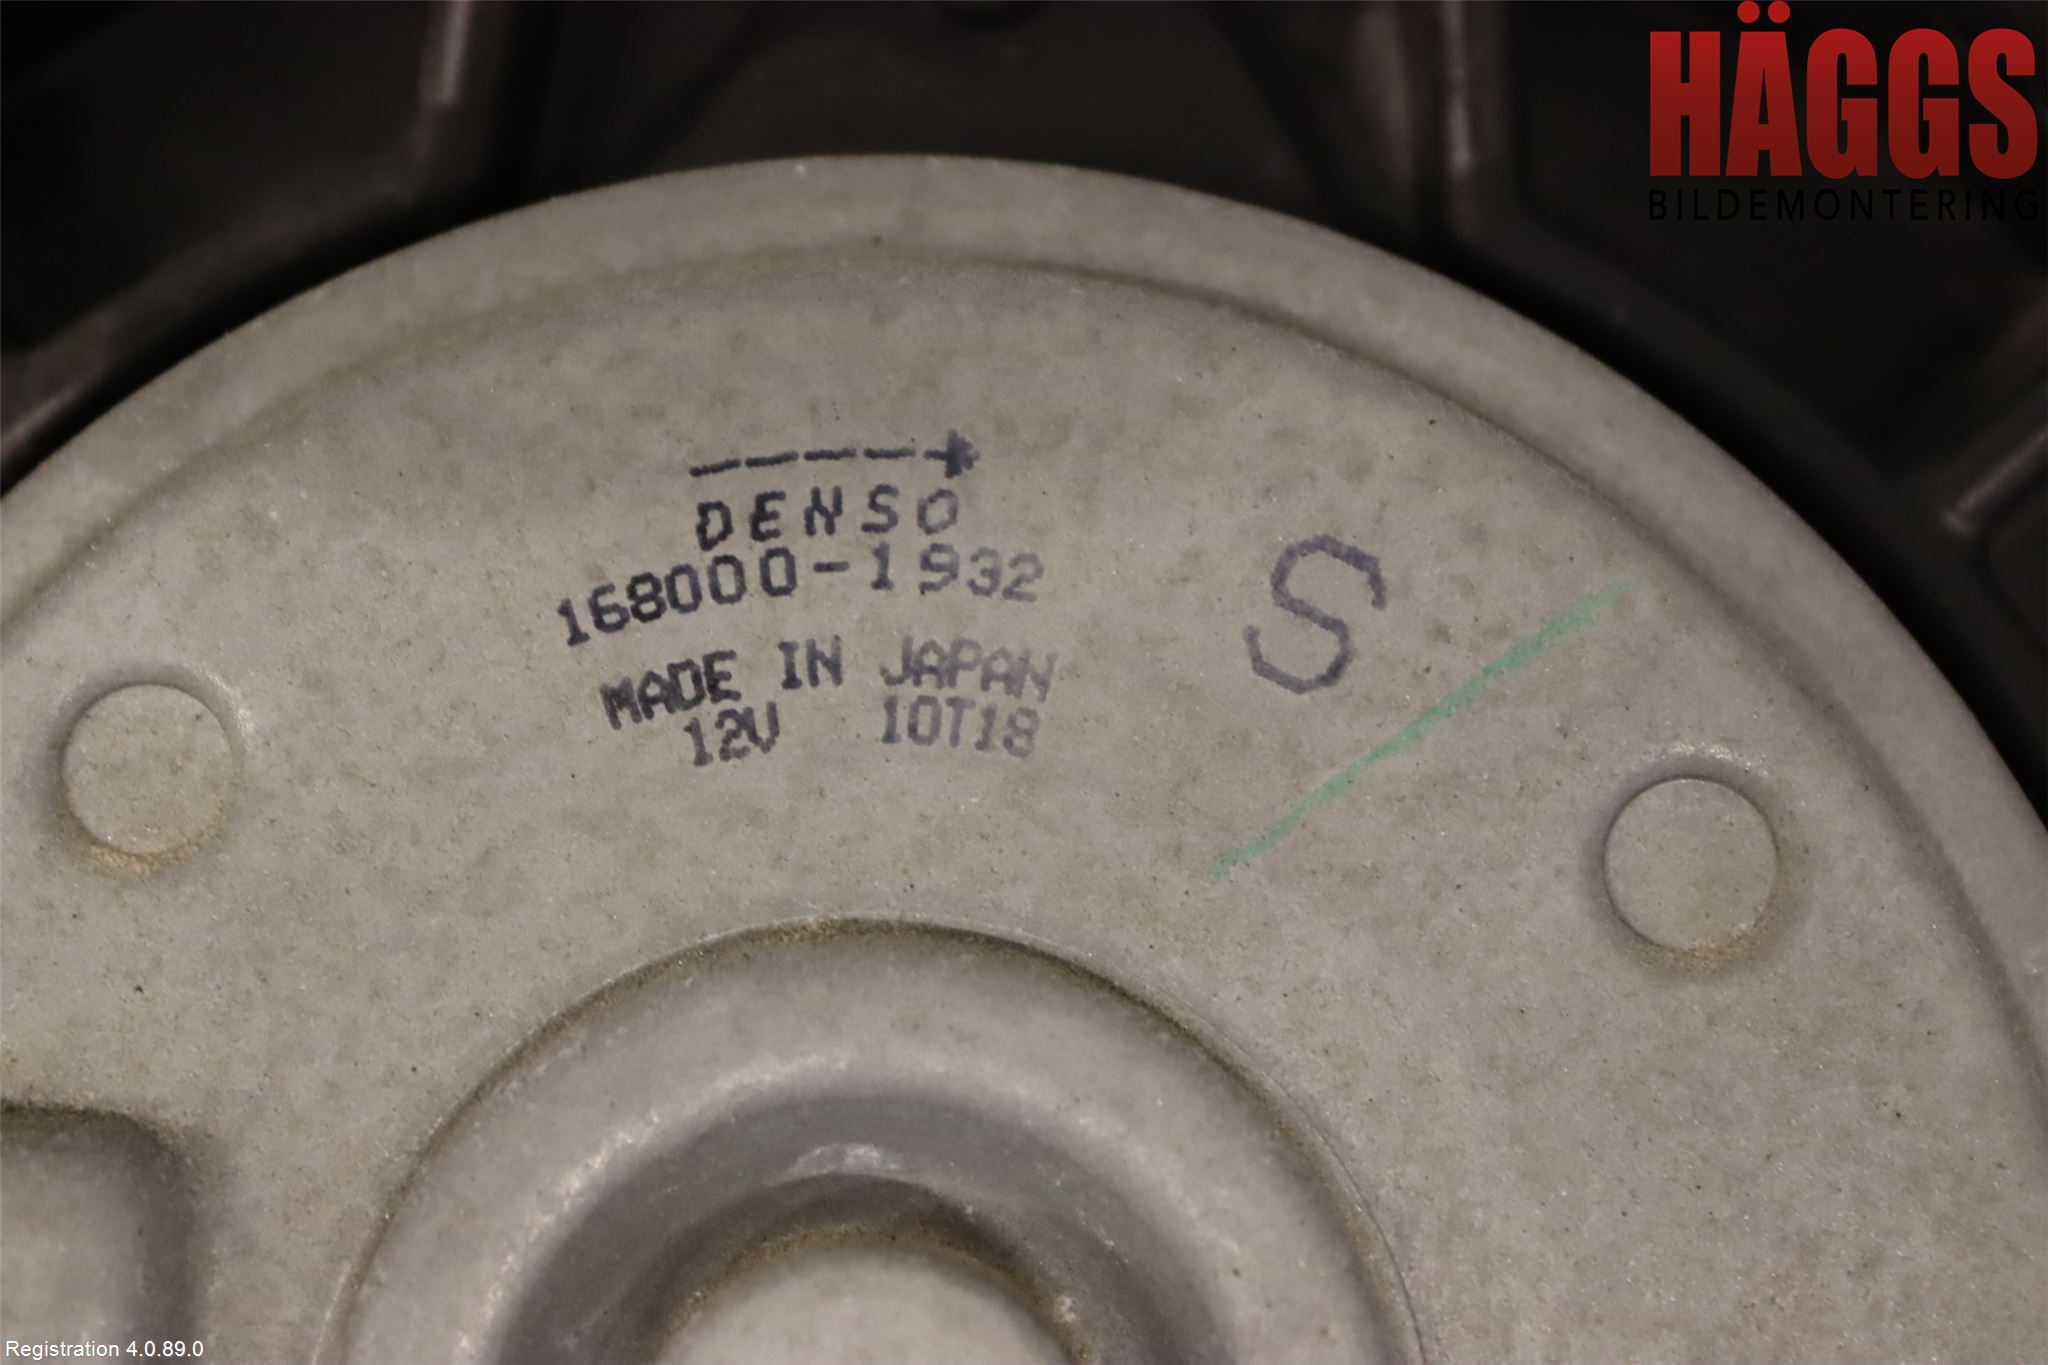 HÄGGS
BILDEMONTERING
DENSO
168000-1932
S
MADE IN JAPAN
12V 10T18
Registration 4.0.89.0